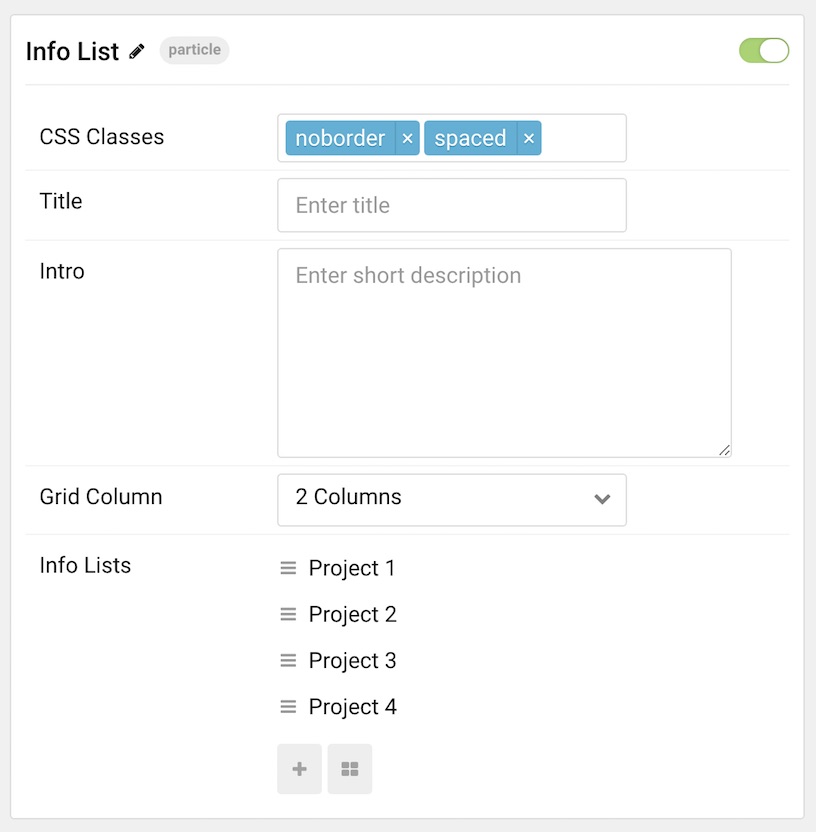 Info List particle
CSS Classes noborder × spaced ×
Title Enter title
Intro Enter short description
Grid Column 2 Columns
Info Lists Project 1
Project 2
Project 3
Project 4